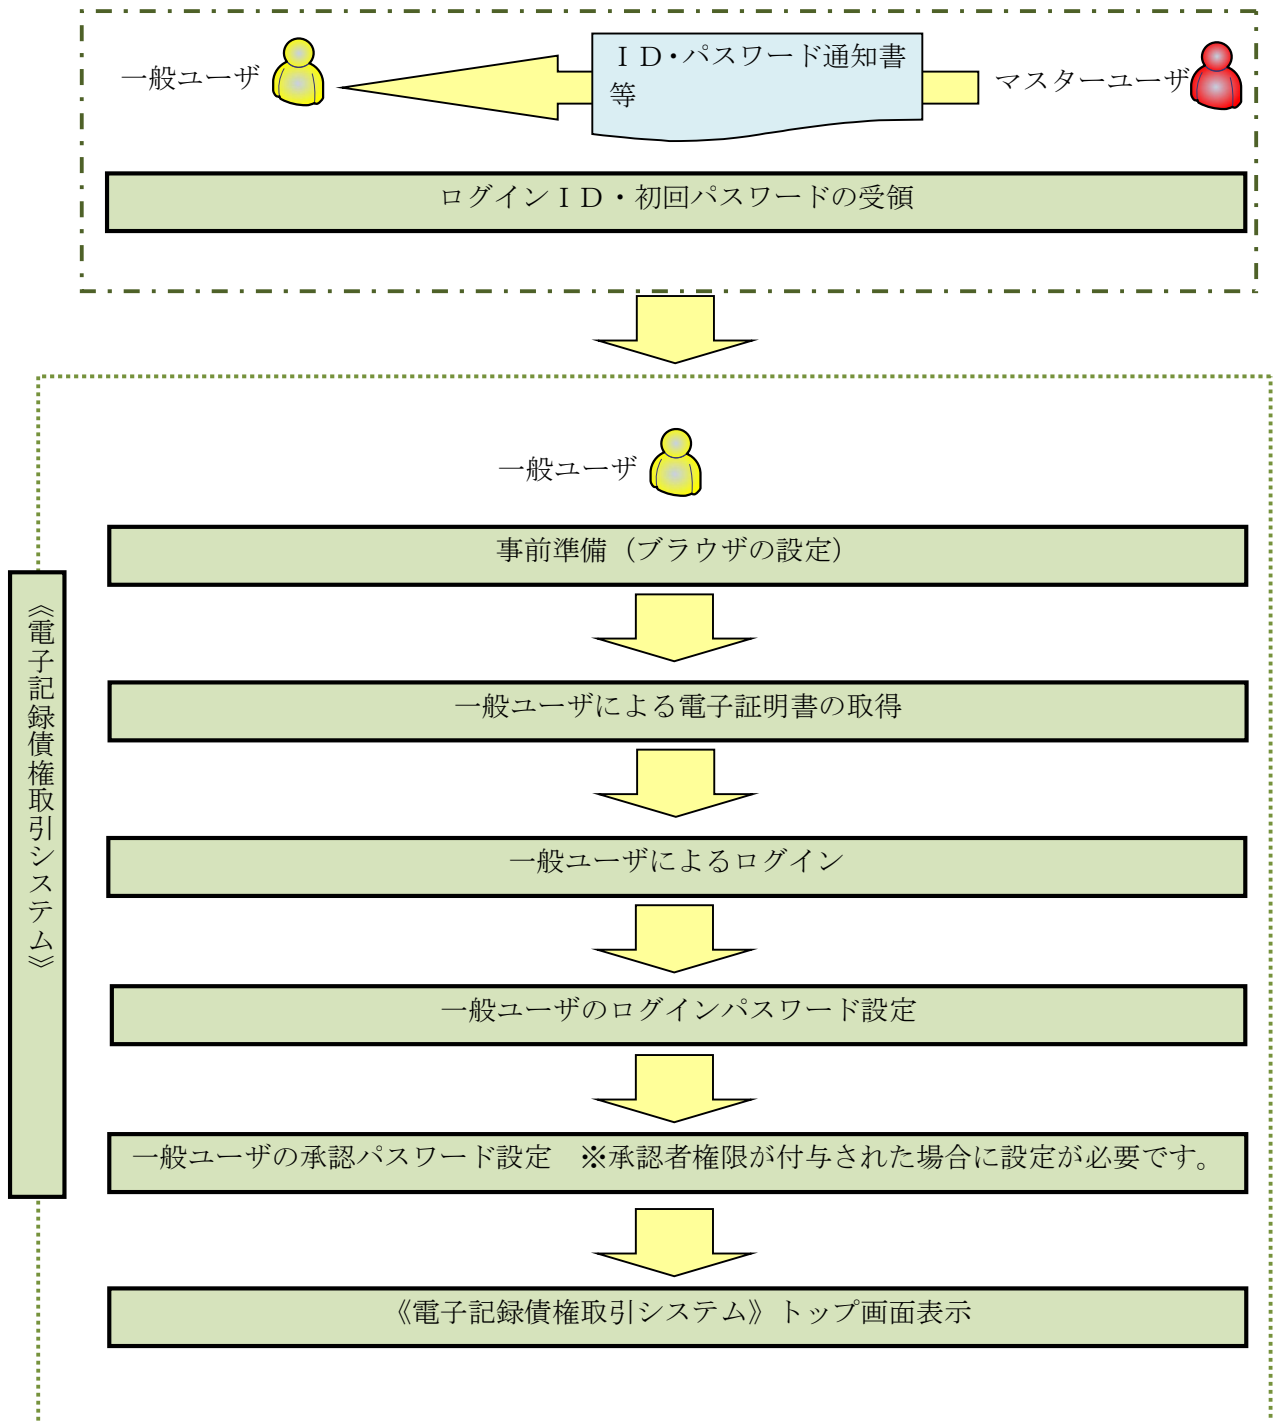 一般ユーザ
ＩＤ・パスワード通知書
等
マスターユーザ
ログインＩＤ・初回パスワードの受領
一般ユーザ
事前準備（ブラウザの設定）
《電子記録債権取引システム》
一般ユーザによる電子証明書の取得
一般ユーザによるログイン
一般ユーザのログインパスワード設定
一般ユーザの承認パスワード設定　※承認者権限が付与された場合に設定が必要です。
《電子記録債権取引システム》トップ画面表示